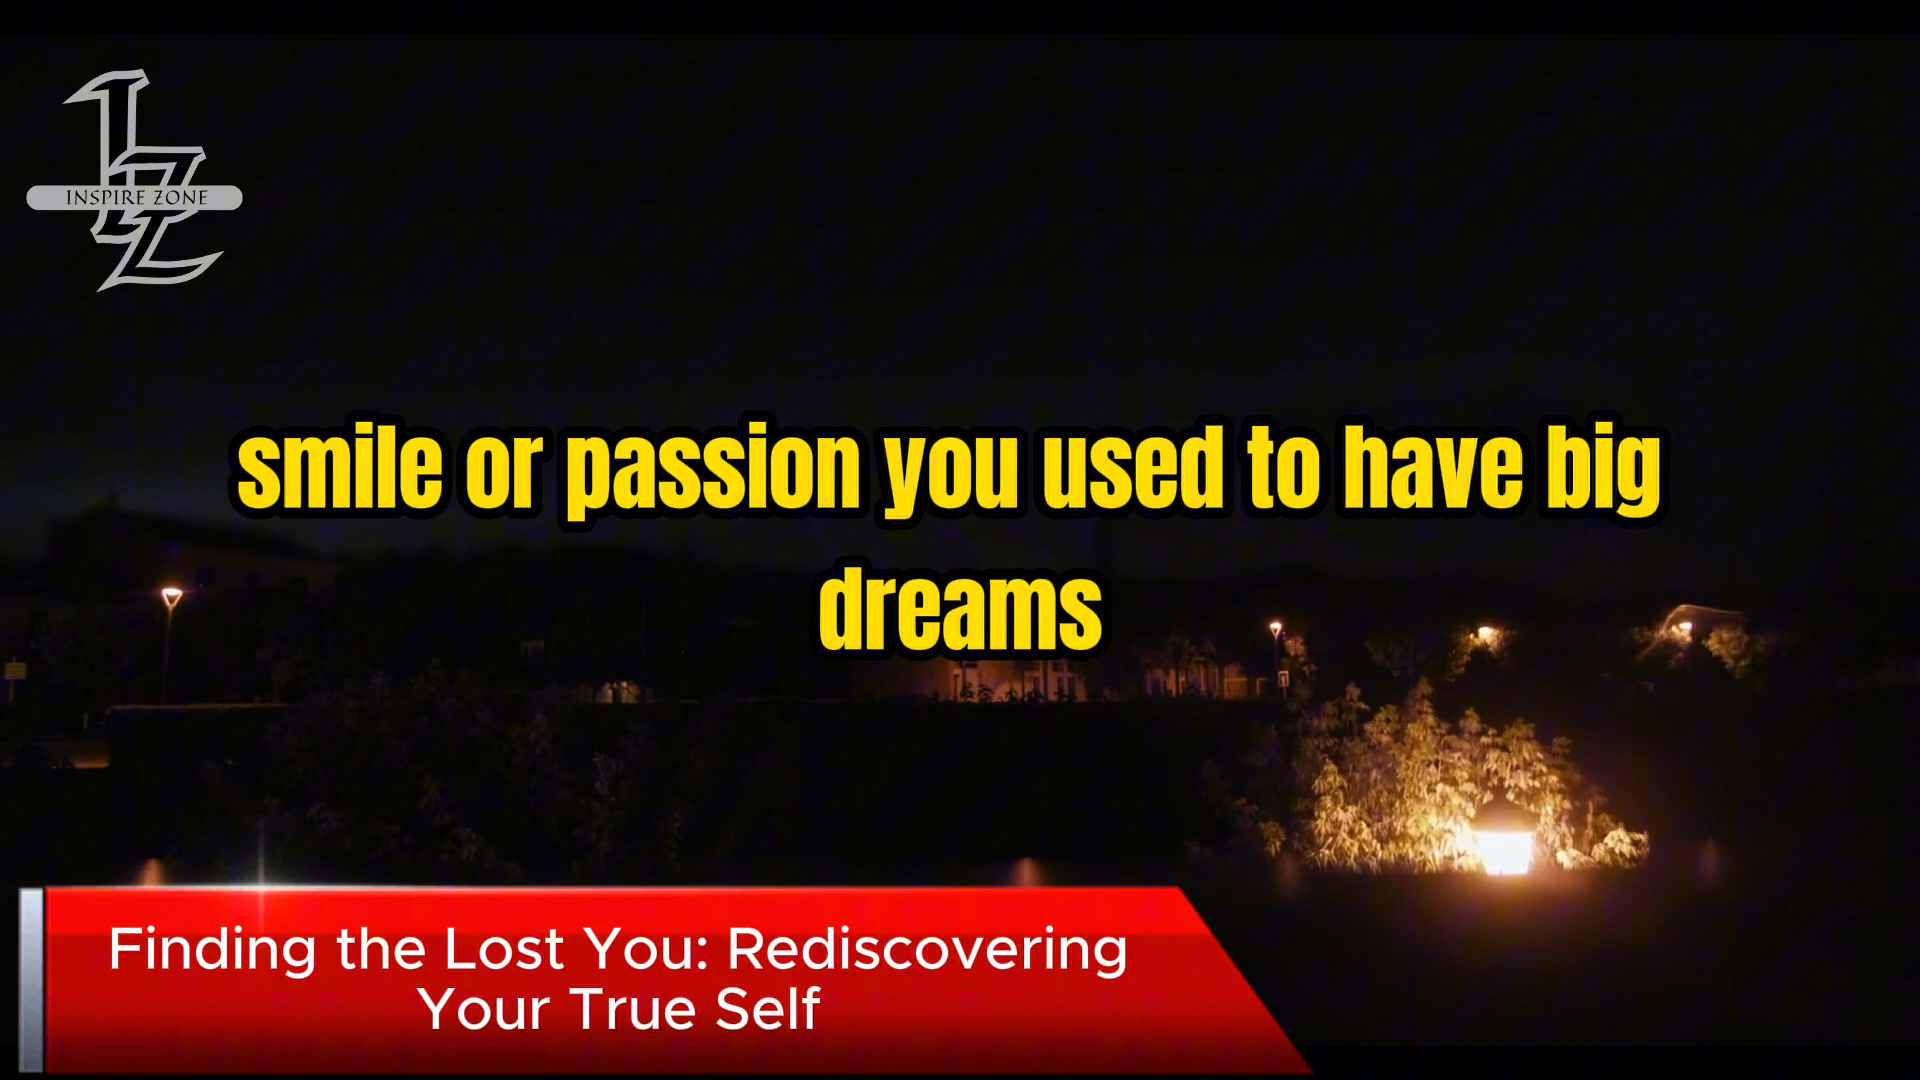 INSPIRE ZONE
smile or passion you used to have big
dreams
Finding the Lost You: Rediscovering
Your True Self